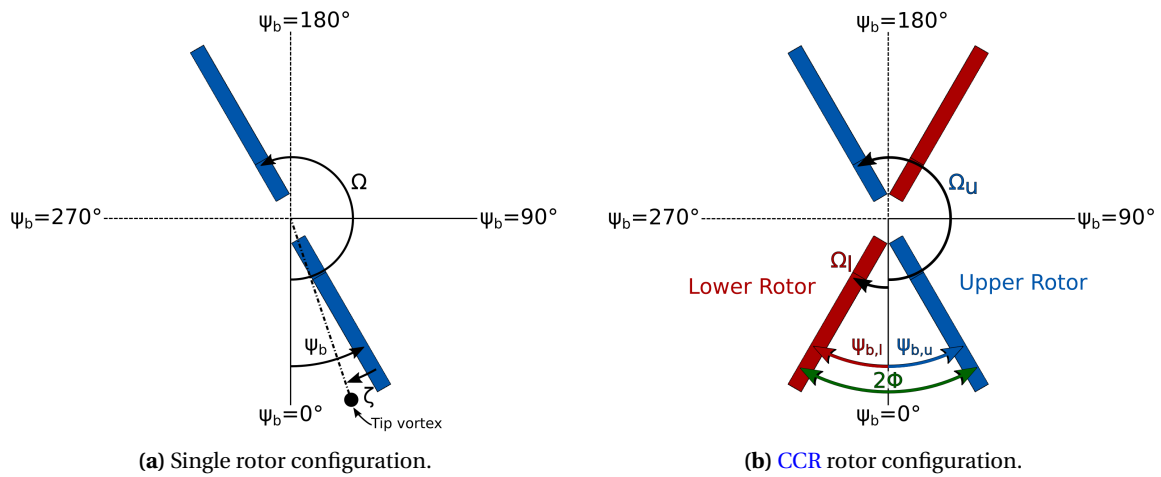 ψb=180°
Ω
ψb=270°
ψb=90°
ψb
ζ
ψb=0°
Tip vortex
(a) Single rotor configuration.
ψb=180°
Ωu
ψb=270°
ψb=90°
Ωl
Lower Rotor
Upper Rotor
ψb,l
ψb,u
2Φ
ψb=0°
(b) CCR rotor configuration.